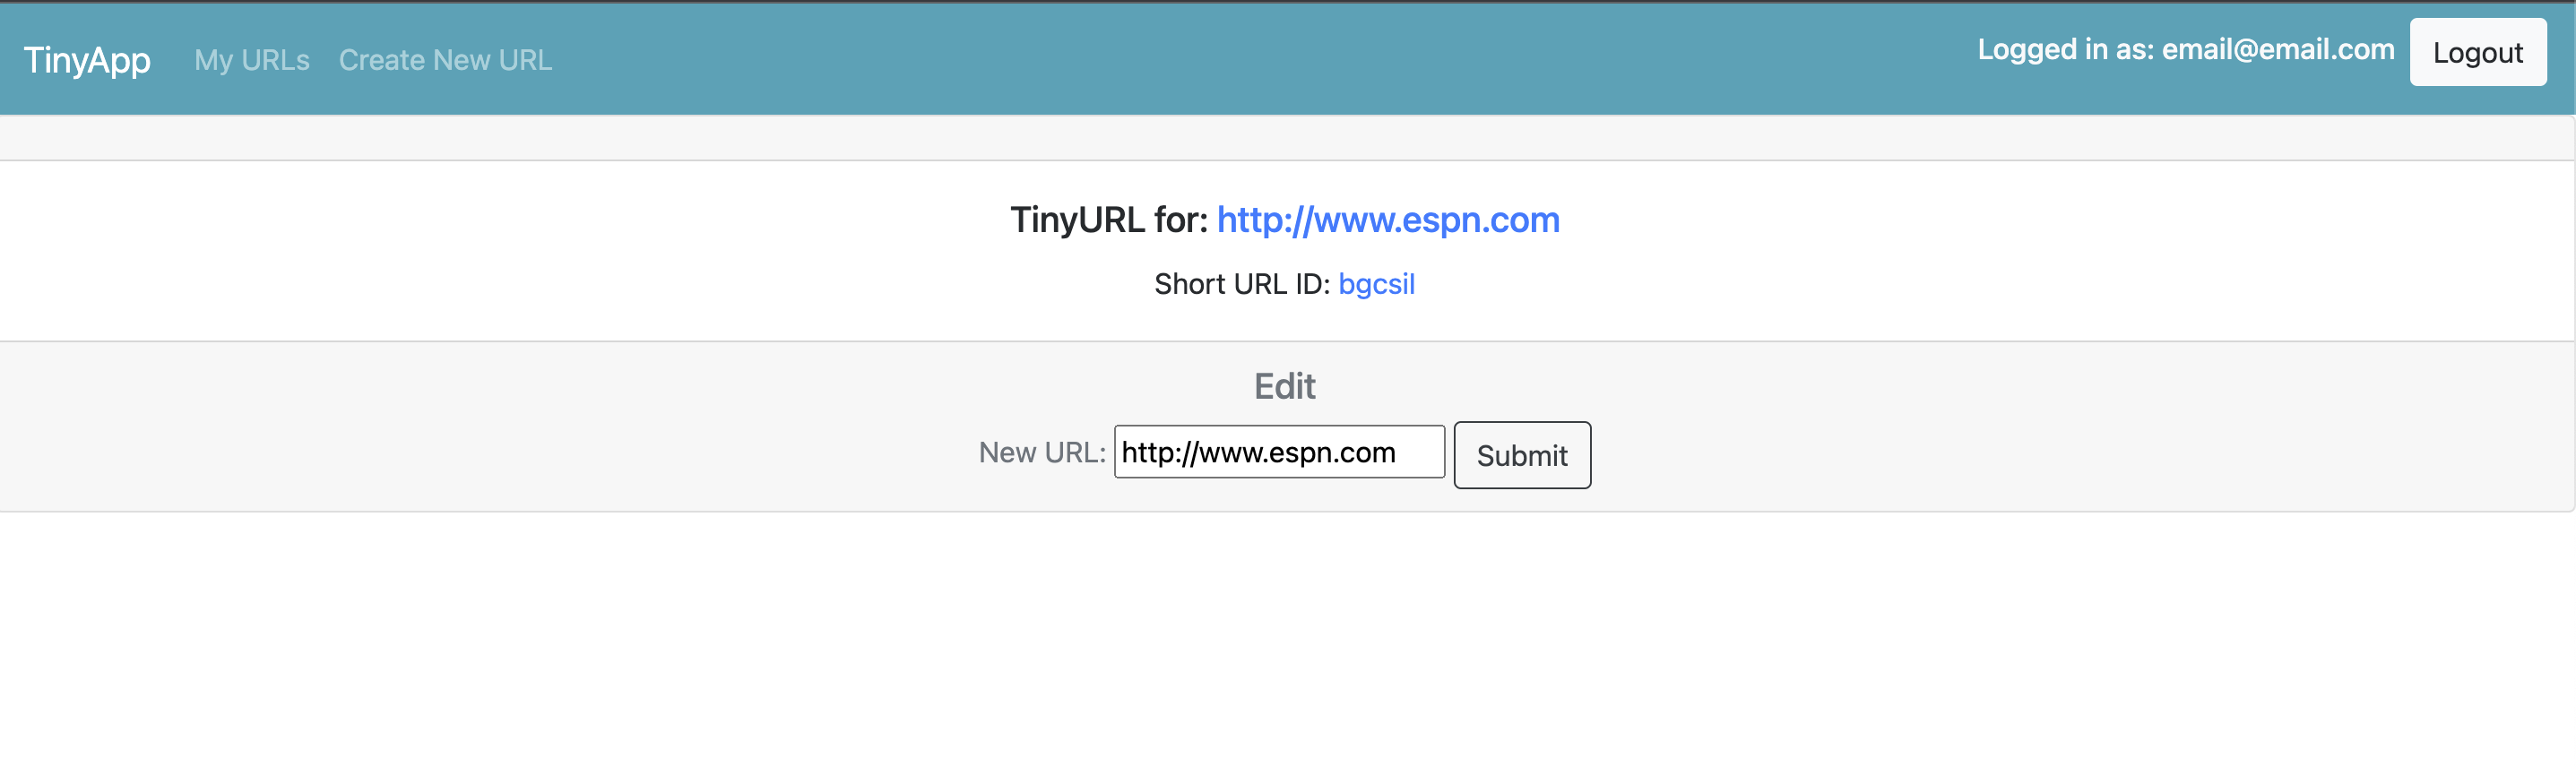 TinyApp My URLs Create New URL Logged in as: email@email.com Logout
TinyURL for: http://www.espn.com
Short URL ID: bgcsil
Edit
New URL: http://www.espn.com Submit